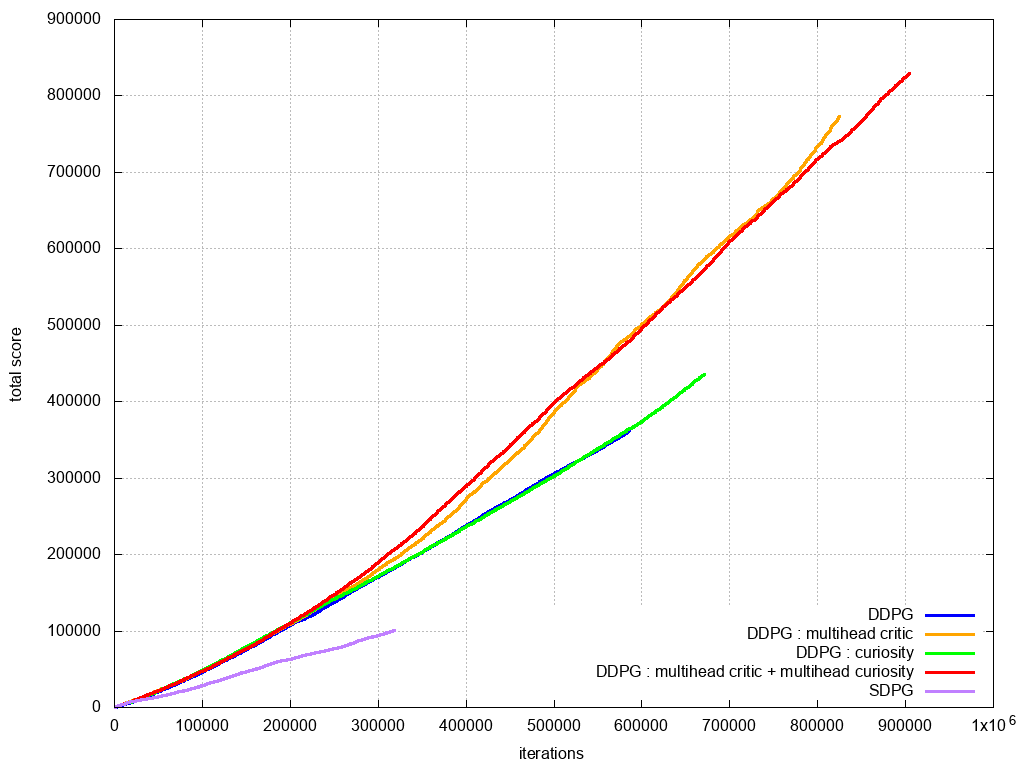 900000
800000
700000
600000
500000
400000
300000
200000
100000
0
total score
DDPG
DDPG : multihead critic
DDPG : curiosity
DDPG : multihead critic + multihead curiosity
SDPG
0 100000 200000 300000 400000 500000 600000 700000 800000 900000 1x10 6
iterations